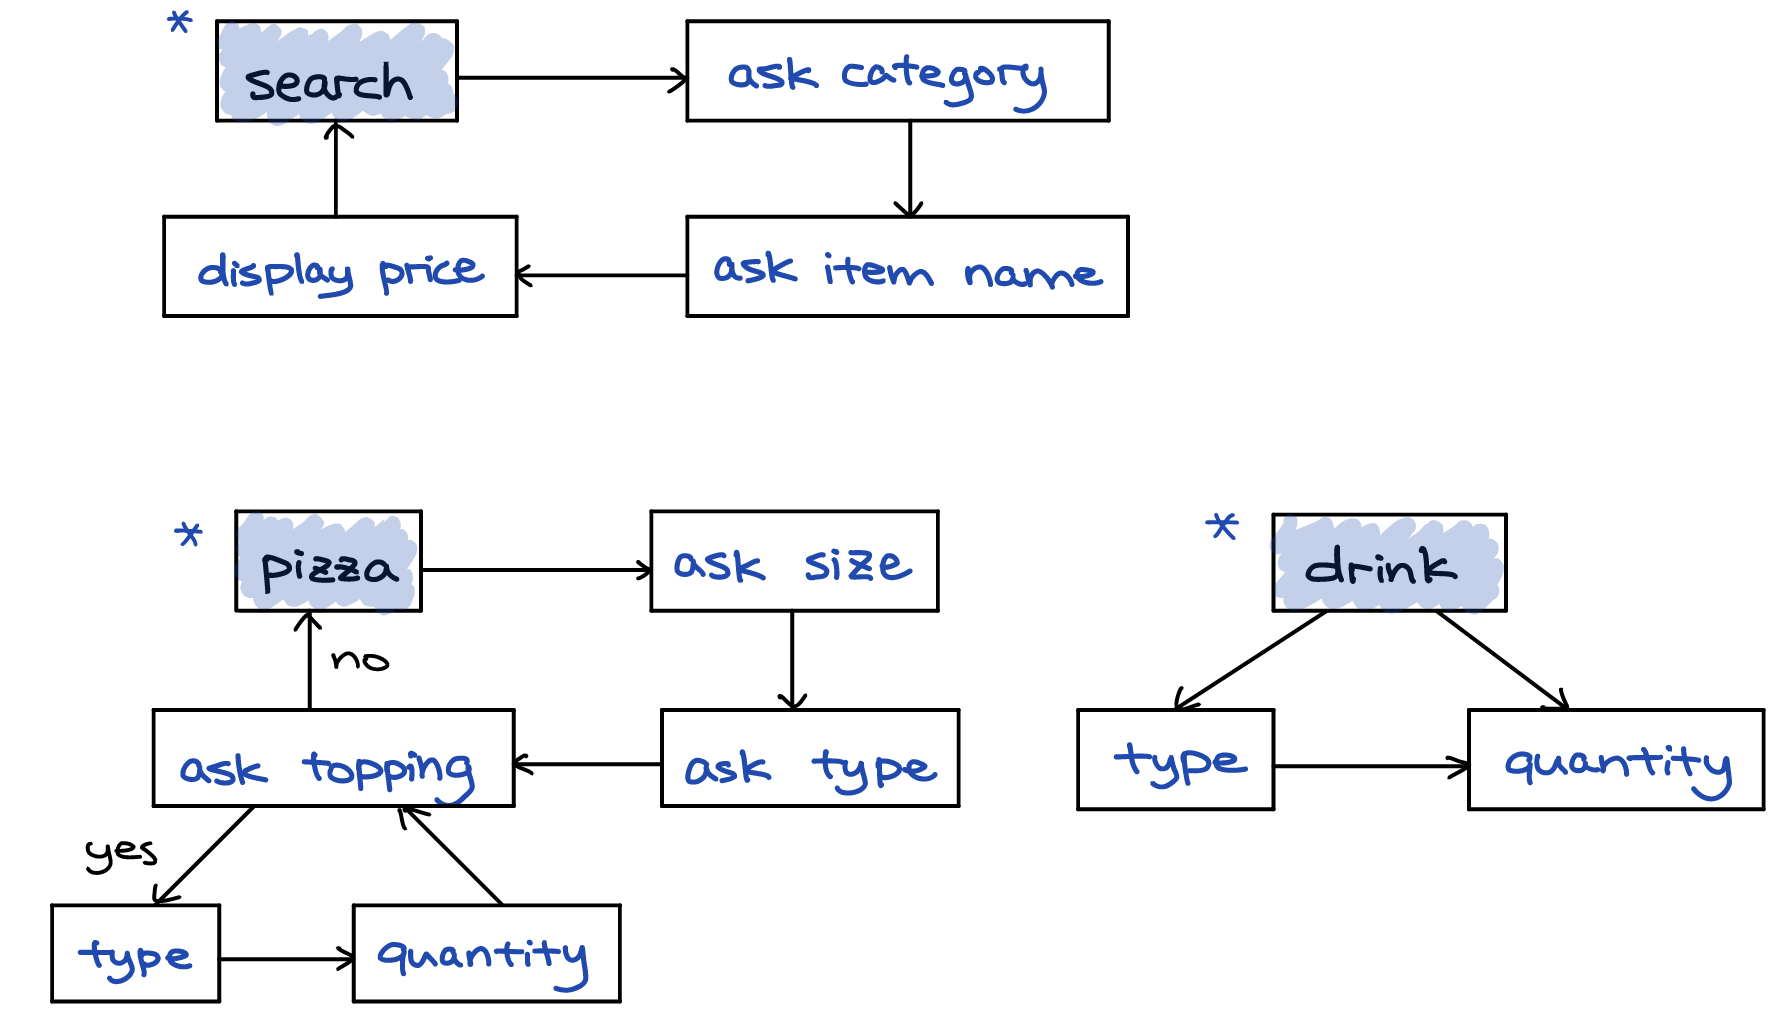 * search
ask category
display price
ask item name
* pizza
ask size
* drink
no
ask topping
ask type
type
quantity
yes
type
quantity